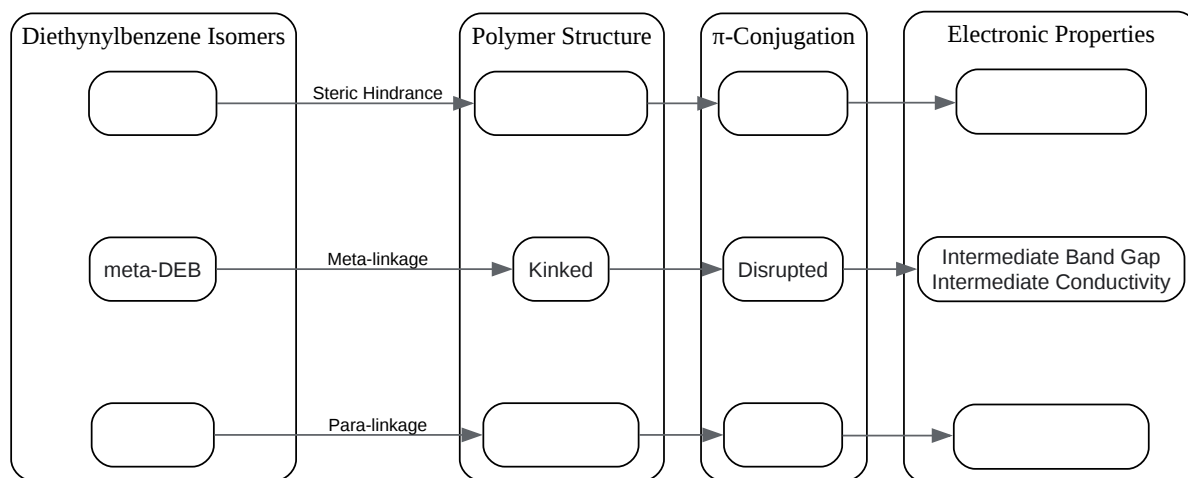 Diethynylbenzene Isomers
Polymer Structure
π-Conjugation
Electronic Properties
Steric Hindrance
meta-DEB
Meta-linkage
Kinked
Disrupted
Intermediate Band Gap
Intermediate Conductivity
Para-linkage